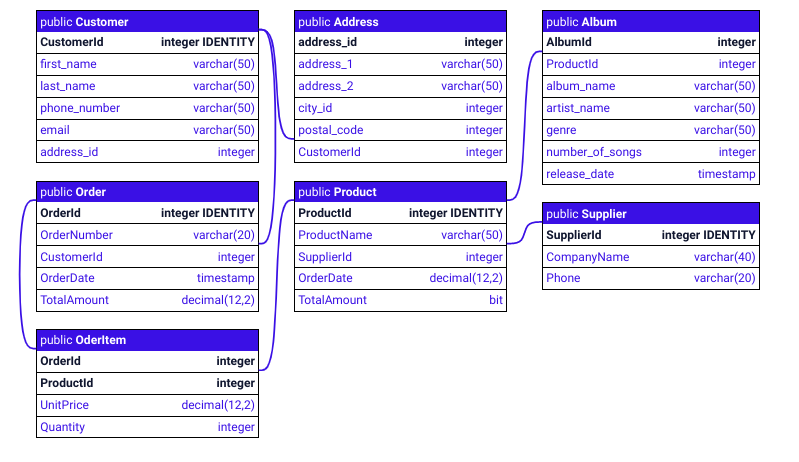 public Customer
CustomerId integer IDENTITY
first_name varchar(50)
last_name varchar(50)
phone_number varchar(50)
email varchar(50)
address_id integer
public Address
address_id integer
address_1 varchar(50)
address_2 varchar(50)
city_id integer
postal_code integer
CustomerId integer
public Album
AlbumId integer
ProductId integer
album_name varchar(50)
artist_name varchar(50)
genre varchar(50)
number_of_songs integer
release_date timestamp
public Order
OrderId integer IDENTITY
OrderNumber varchar(20)
CustomerId integer
OrderDate timestamp
TotalAmount decimal(12,2)
public Product
ProductId integer IDENTITY
ProductName varchar(50)
SupplierId integer
OrderDate decimal(12,2)
TotalAmount bit
public Supplier
SupplierId integer IDENTITY
CompanyName varchar(40)
Phone varchar(20)
public OderItem
OrderId integer
ProductId integer
UnitPrice decimal(12,2)
Quantity integer